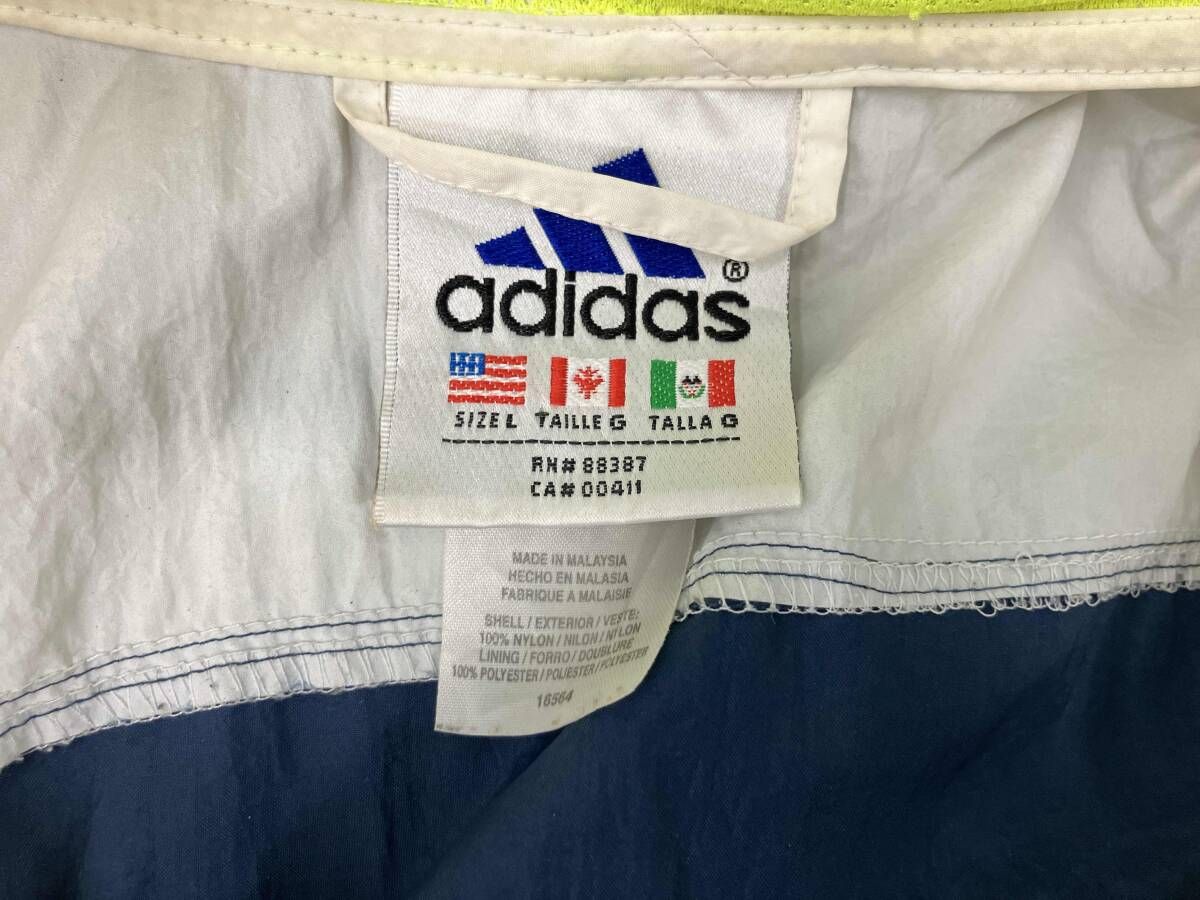 adidas ®
SIZE L TAILLE G TALLA G
RN# 88387
CA# 00411
MADE IN MALAYSIA
HECHO EN MALASIA
FABRIQUE A MALAISIE
SHELL / EXTERIOR / VESTE:
100% NYLON / NILON / NYLON
LINING / FORRO / DOUBLURE
100% POLYESTER / POLIESTER / POLYESTER
16564